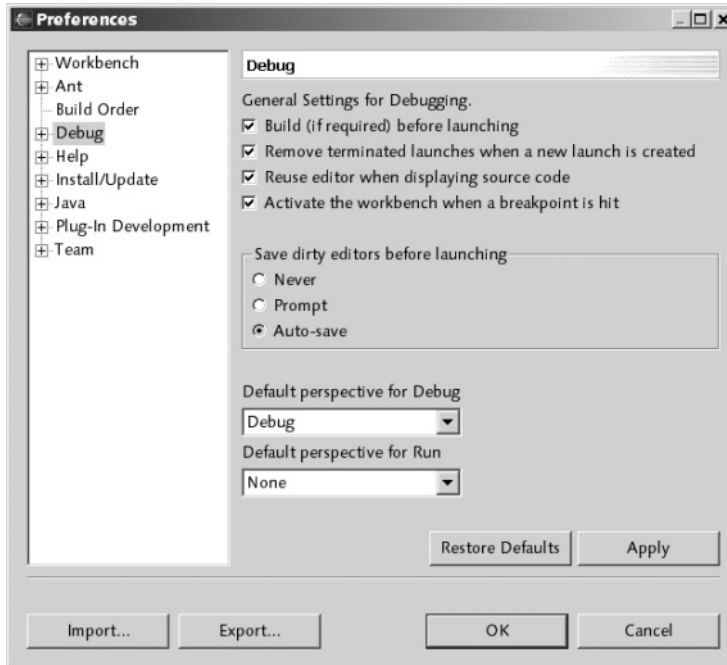 Preferences
Workbench
Ant
Build Order
Debug
Help
Install/Update
Java
Plug-In Development
Team
Debug
General Settings for Debugging.
Build (if required) before launching
Remove terminated launches when a new launch is created
Reuse editor when displaying source code
Activate the workbench when a breakpoint is hit
Save dirty editors before launching
Never
Prompt
Auto-save
Default perspective for Debug
Debug
Default perspective for Run
None
Restore Defaults
Apply
Import...
Export...
OK
Cancel